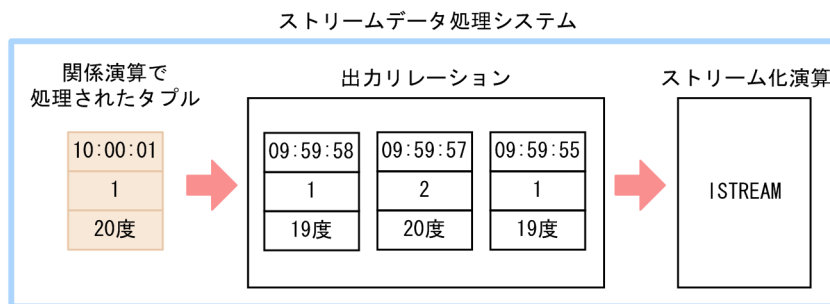 ストリームデータ処理システム
関係演算で
処理されたタプル
出力リレーション
ストリーム化演算
10:00:01
1
20度
09:59:58
1
19度
09:59:57
2
20度
09:59:55
1
19度
ISTREAM